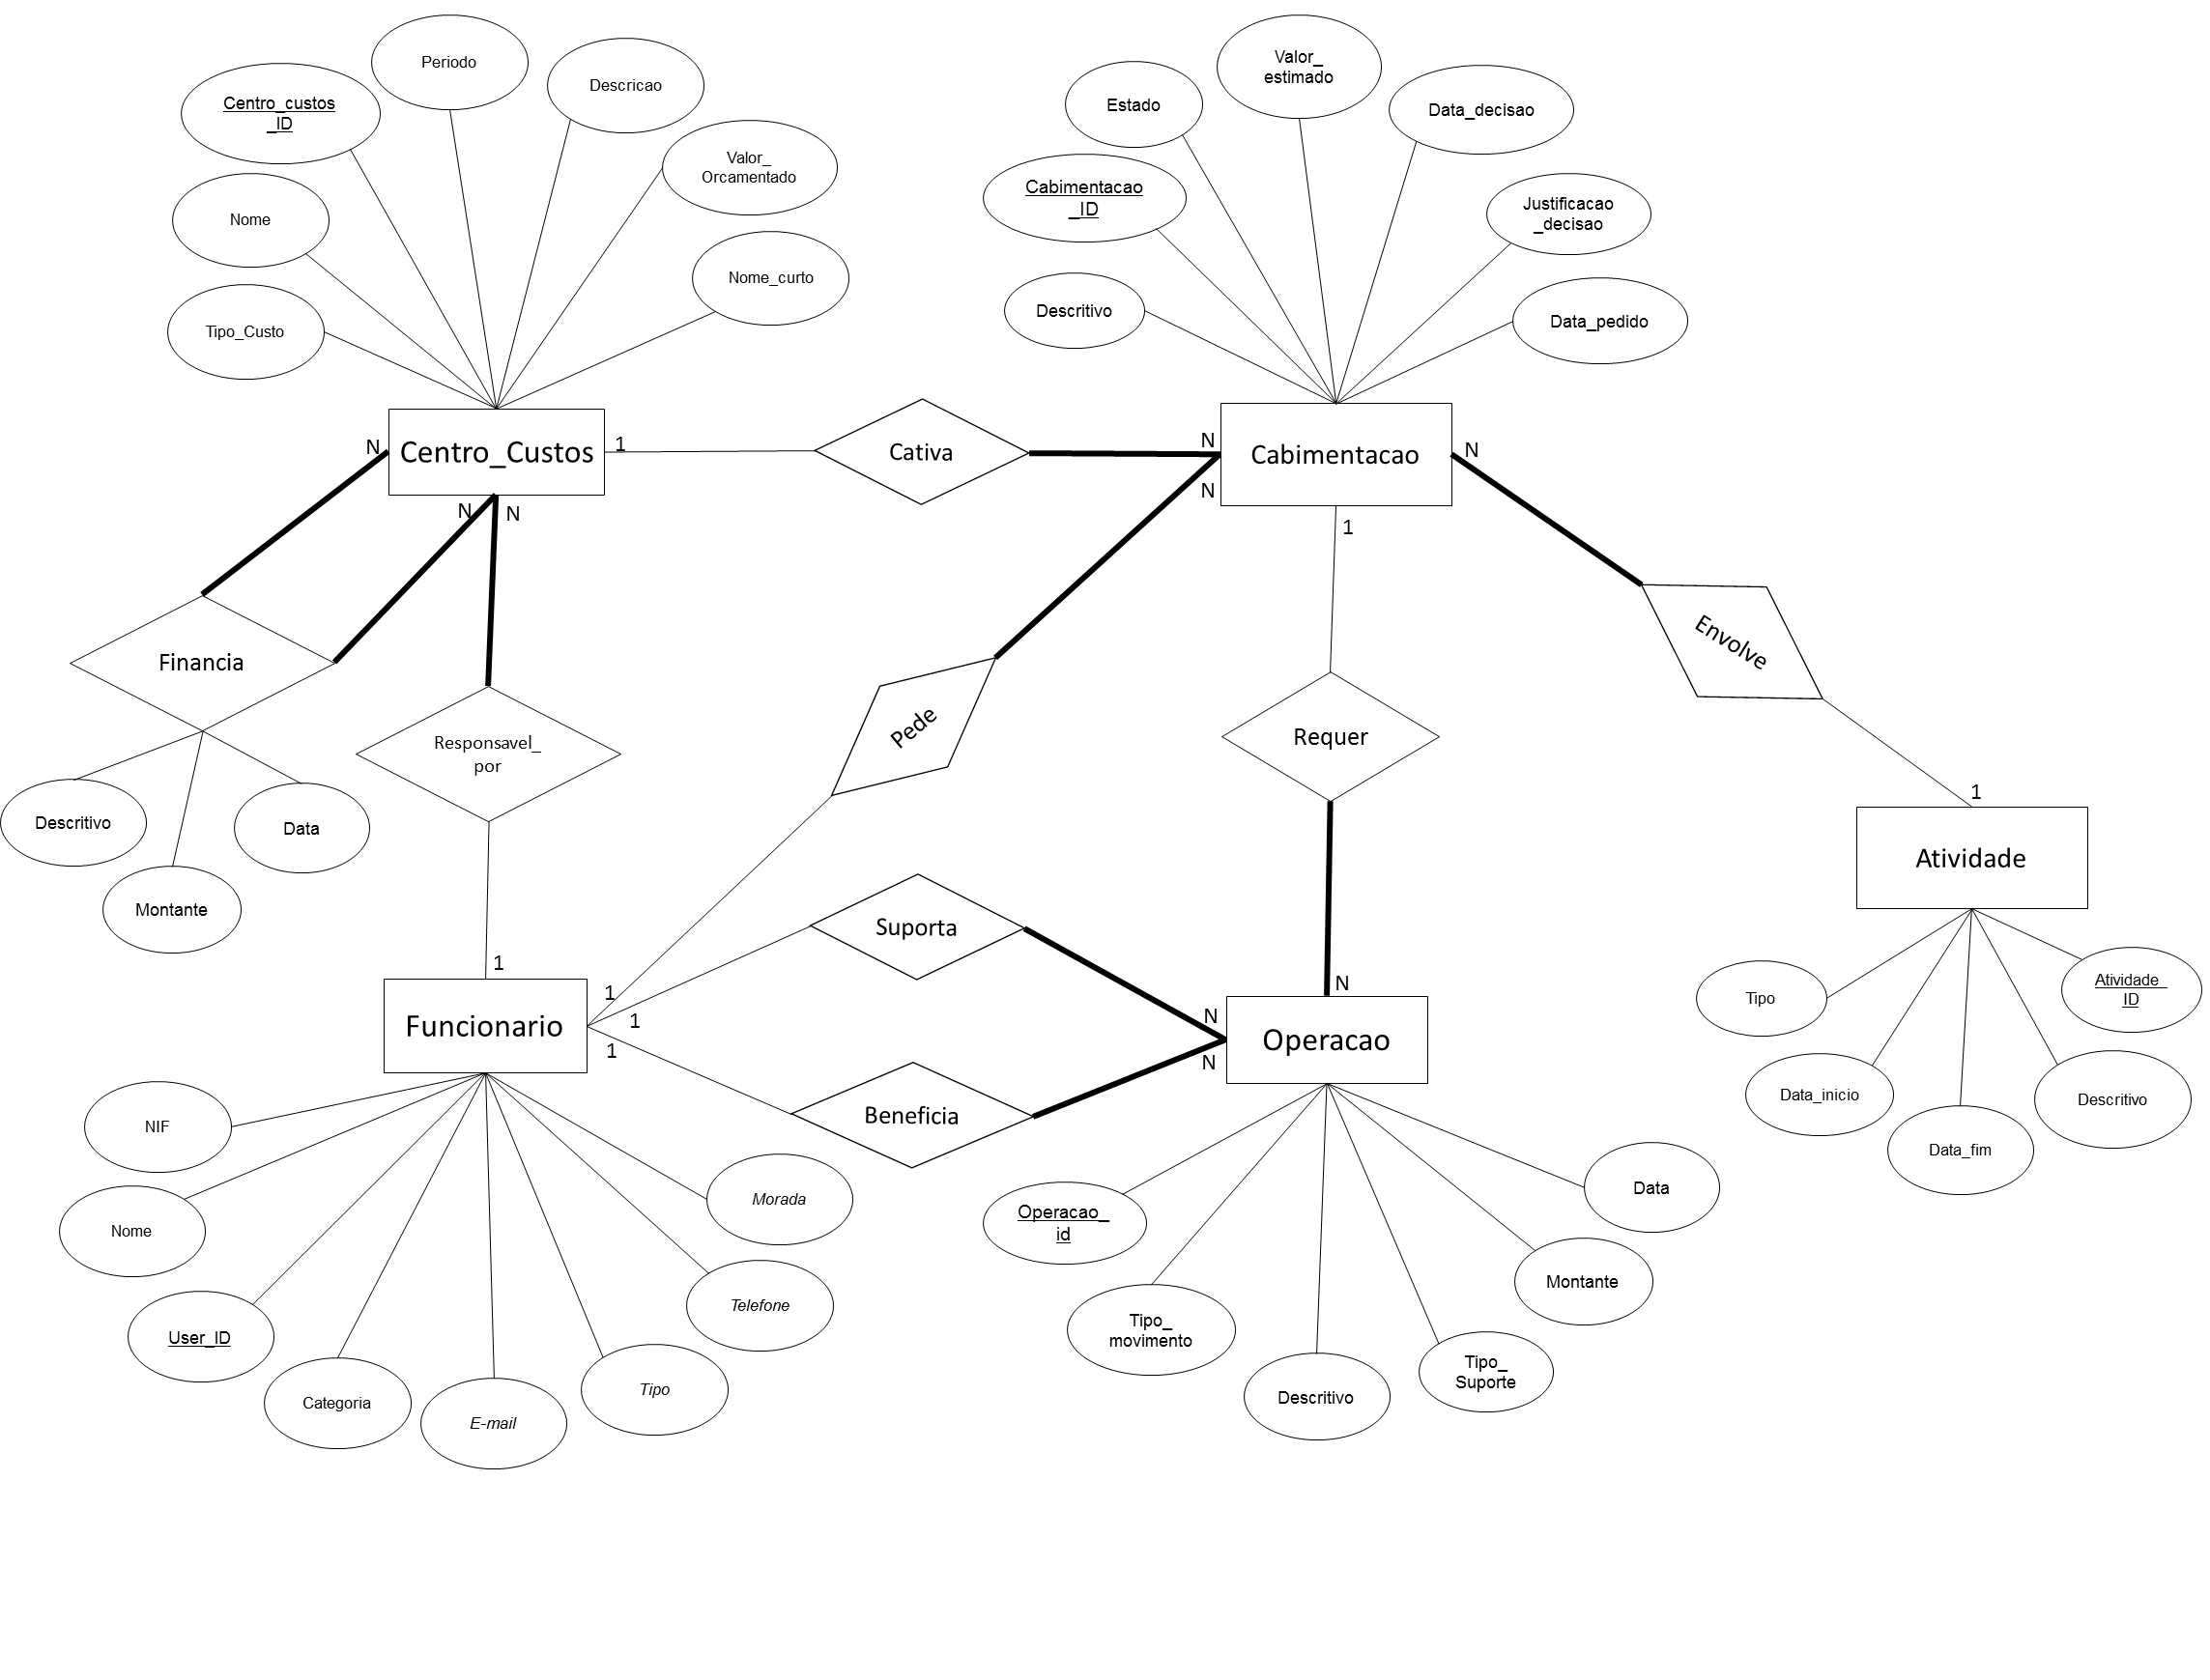 Periodo
Descricao
Centro_custos
_ID
Valor_
Orcamentado
Nome
Nome_curto
Tipo_Custo
Valor_
estimado
Estado
Data_decisao
Cabimentacao
_ID
Justificacao
_decisao
Descritivo
Data_pedido
N
Centro_Custos
1
Cativa
N
Cabimentacao
N
N
N
N
1
Financia
Responsavel_
por
Pede
Requer
Envolve
Descritivo
Data
Montante
1
Atividade
Suporta
1
1
1
1
N
N
N
Funcionario
Operacao
Beneficia
Tipo
Atividade_
ID
Data_inicio
Descritivo
Data_fim
NIF
Nome
User_ID
Categoria
E-mail
Tipo
Telefone
Morada
Operacao_
id
Tipo_
movimento
Descritivo
Tipo_
Suporte
Montante
Data